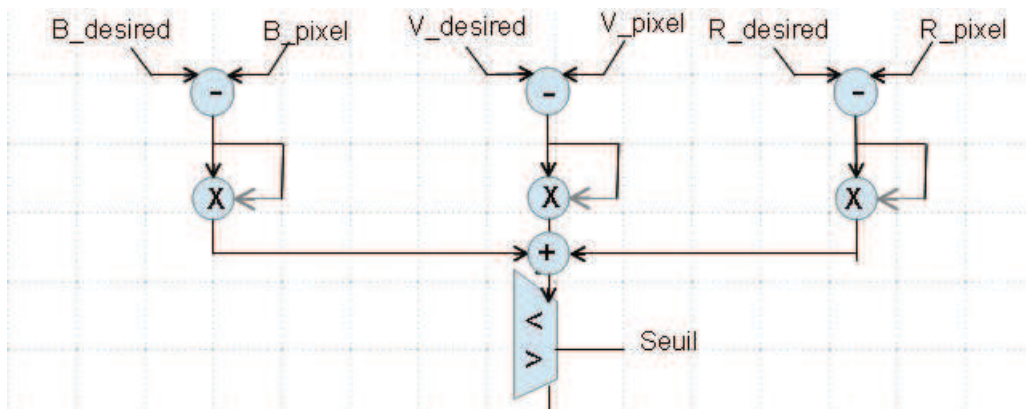 B_desired B_pixel V_desired V_pixel R_desired R_pixel
- - -
X X X
+
<
>
Seuil